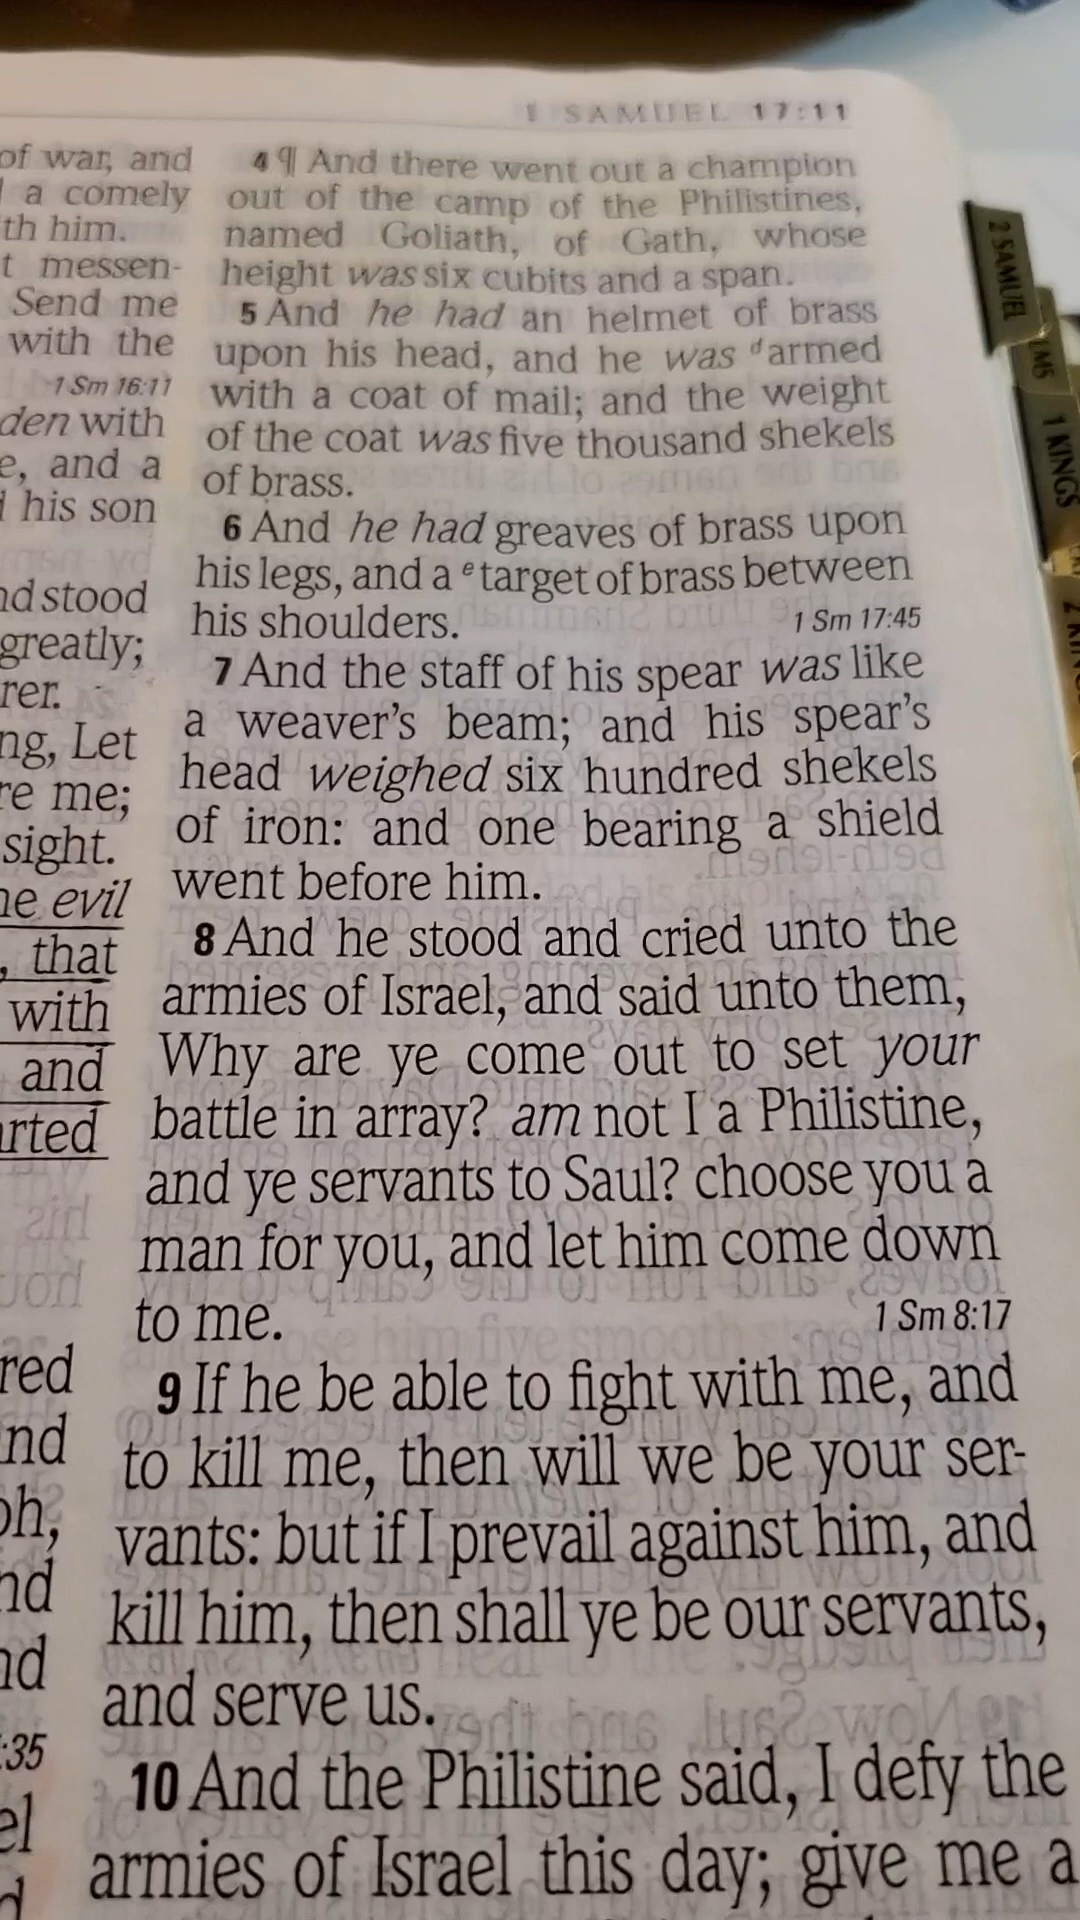 1 SAMUEL 17:11
of war, and
a comely
th him.
t messen-
Send me
with the
1 Sm 16:11
den with
e, and a
his son
nd stood
greatly;
rer.
ng, Let
re me;
sight.
he evil
, that
with
and
arted
red
nd
ph,
nd
nd
:35
el
4 ¶ And there went out a champion
out of the camp of the Philistines,
named Goliath, of Gath, whose
height was six cubits and a span.
5 And he had an helmet of brass
upon his head, and he was d armed
with a coat of mail; and the weight
of the coat was five thousand shekels
of brass.
6 And he had greaves of brass upon
his legs, and a e target of brass between
his shoulders. 1 Sm 17:45
7 And the staff of his spear was like
a weaver's beam; and his spear's
head weighed six hundred shekels
of iron: and one bearing a shield
went before him.
8 And he stood and cried unto the
armies of Israel, and said unto them,
Why are ye come out to set your
battle in array? am not I a Philistine,
and ye servants to Saul? choose you a
man for you, and let him come down
to me. 1 Sm 8:17
9 If he be able to fight with me, and
to kill me, then will we be your ser-
vants: but if I prevail against him, and
kill him, then shall ye be our servants,
and serve us.
10 And the Philistine said, I defy the
armies of Israel this day; give me a
2 SAMUEL
LMS
1 KINGS